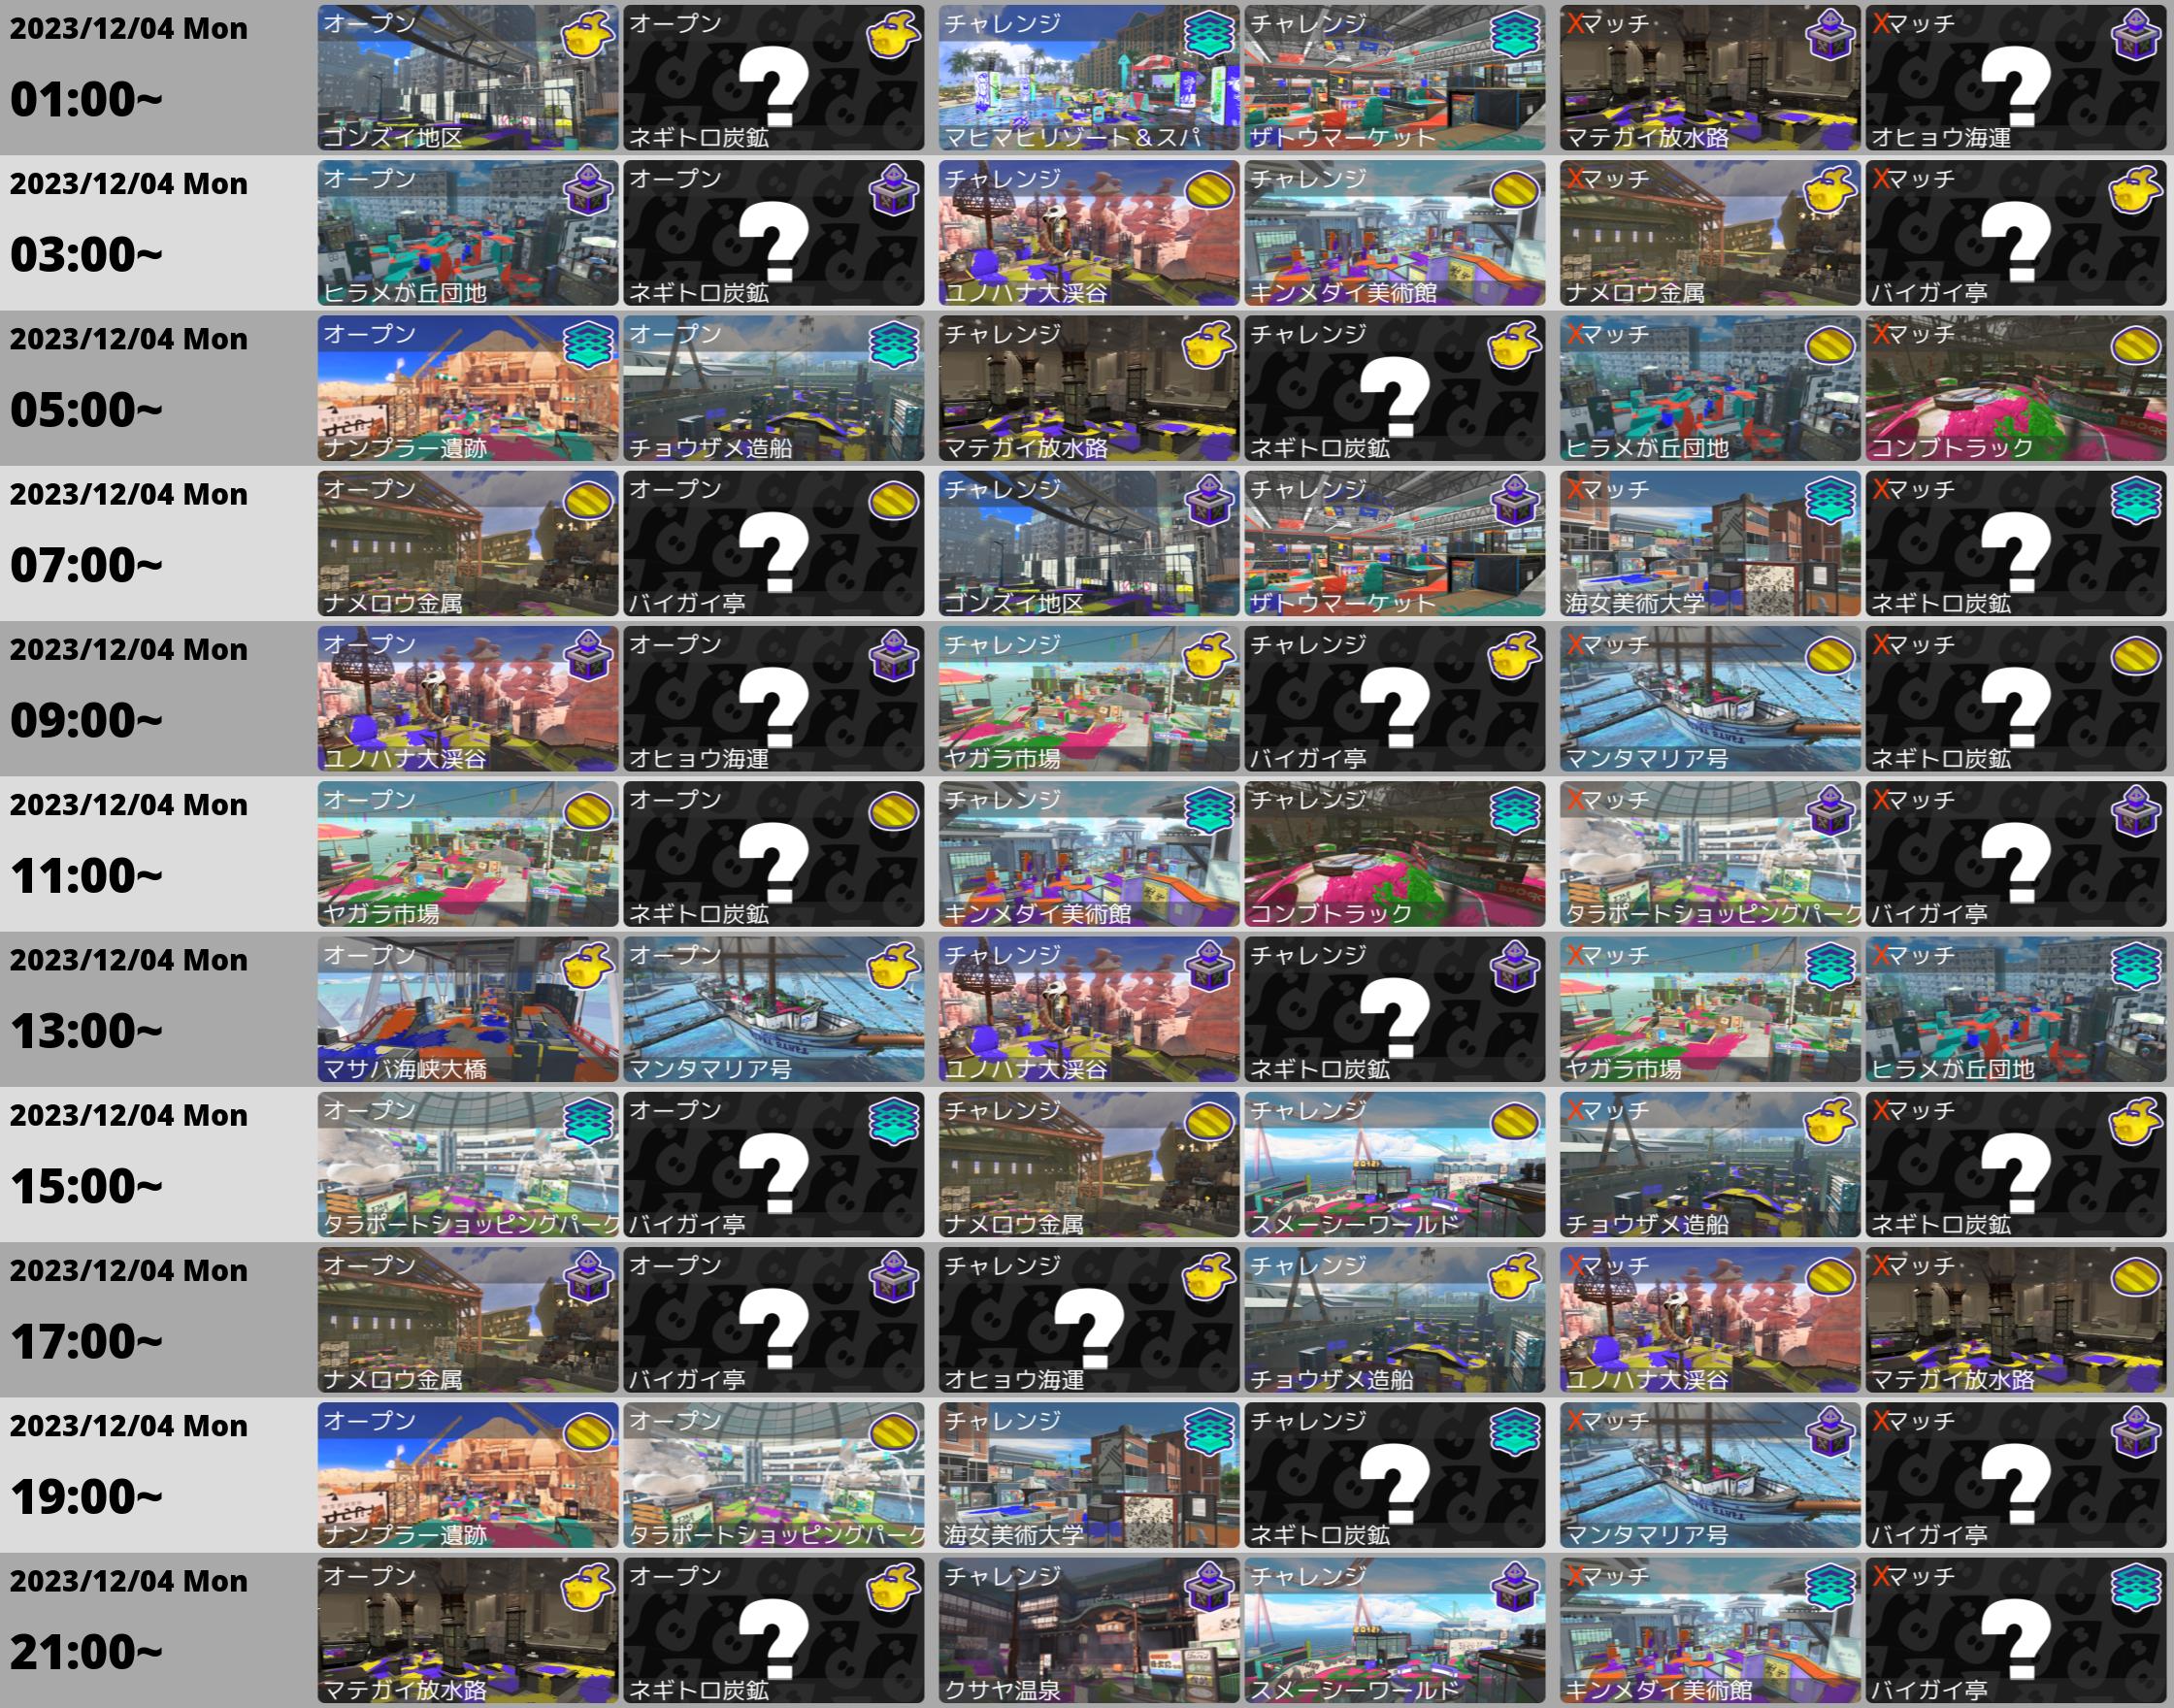 2023/12/04 Mon
01:00~
オープン
ゴンズイ地区
オープン
ネギトロ炭鉱
チャレンジ
マヒマヒリゾート＆スパ
チャレンジ
ザトウマーケット
Xマッチ
マテガイ放水路
Xマッチ
オヒョウ海運
2023/12/04 Mon
03:00~
オープン
ヒラメが丘団地
オープン
ネギトロ炭鉱
チャレンジ
ユノハナ大渓谷
チャレンジ
キンメダイ美術館
Xマッチ
ナメロウ金属
Xマッチ
バイガイ亭
2023/12/04 Mon
05:00~
オープン
ナンプラー遺跡
オープン
チョウザメ造船
チャレンジ
マテガイ放水路
チャレンジ
ネギトロ炭鉱
Xマッチ
ヒラメが丘団地
Xマッチ
コンブトラック
2023/12/04 Mon
07:00~
オープン
ナメロウ金属
オープン
バイガイ亭
チャレンジ
ゴンズイ地区
チャレンジ
ザトウマーケット
Xマッチ
海女美術大学
Xマッチ
ネギトロ炭鉱
2023/12/04 Mon
09:00~
オープン
ユノハナ大渓谷
オープン
オヒョウ海運
チャレンジ
ヤガラ市場
チャレンジ
バイガイ亭
Xマッチ
マンタマリア号
Xマッチ
ネギトロ炭鉱
2023/12/04 Mon
11:00~
オープン
ヤガラ市場
オープン
ネギトロ炭鉱
チャレンジ
キンメダイ美術館
チャレンジ
コンブトラック
Xマッチ
タラポートショッピングパーク
Xマッチ
バイガイ亭
2023/12/04 Mon
13:00~
オープン
マサバ海峡大橋
オープン
マンタマリア号
チャレンジ
ユノハナ大渓谷
チャレンジ
ネギトロ炭鉱
Xマッチ
ヤガラ市場
Xマッチ
ヒラメが丘団地
2023/12/04 Mon
15:00~
オープン
タラポートショッピングパーク
オープン
バイガイ亭
チャレンジ
ナメロウ金属
チャレンジ
スメーシーワールド
Xマッチ
チョウザメ造船
Xマッチ
ネギトロ炭鉱
2023/12/04 Mon
17:00~
オープン
ナメロウ金属
オープン
バイガイ亭
チャレンジ
オヒョウ海運
チャレンジ
チョウザメ造船
Xマッチ
ユノハナ大渓谷
Xマッチ
マテガイ放水路
2023/12/04 Mon
19:00~
オープン
ナンプラー遺跡
オープン
タラポートショッピングパーク
チャレンジ
海女美術大学
チャレンジ
ネギトロ炭鉱
Xマッチ
マンタマリア号
Xマッチ
バイガイ亭
2023/12/04 Mon
21:00~
オープン
マテガイ放水路
オープン
ネギトロ炭鉱
チャレンジ
クサヤ温泉
チャレンジ
スメーシーワールド
Xマッチ
キンメダイ美術館
Xマッチ
バイガイ亭